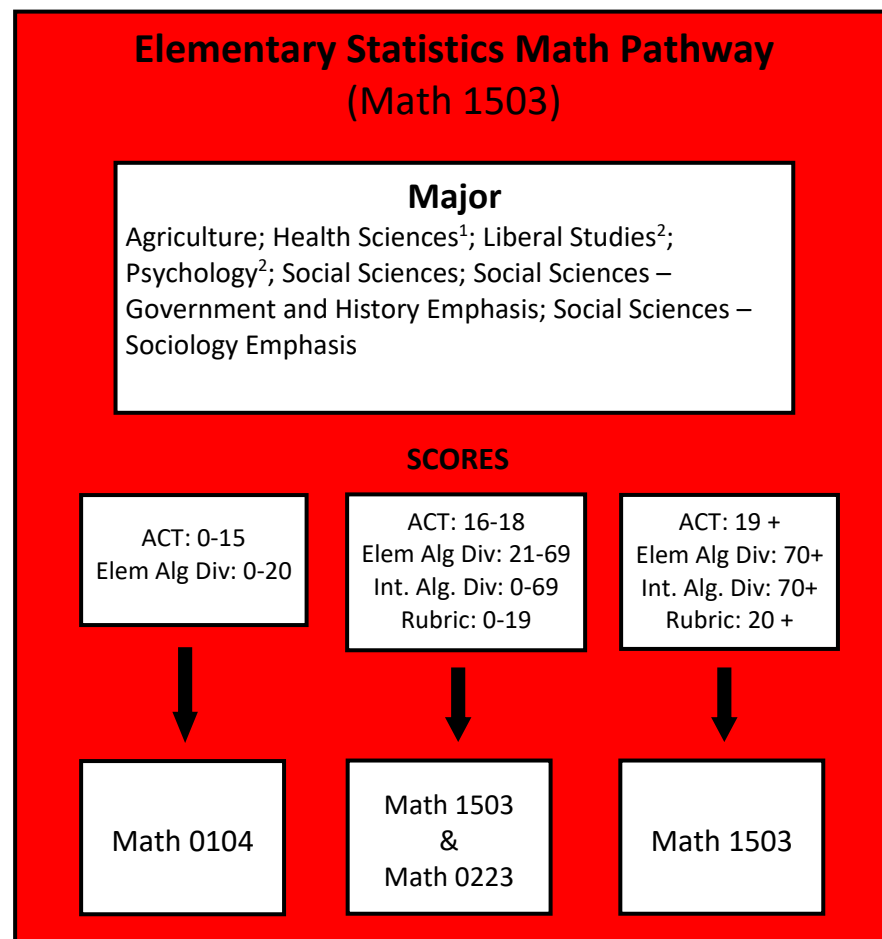 Elementary Statistics Math Pathway
(Math 1503)
Major
Agriculture; Health Sciences¹; Liberal Studies²;
Psychology²; Social Sciences; Social Sciences –
Government and History Emphasis; Social Sciences –
Sociology Emphasis
SCORES
ACT: 0-15
Elem Alg Div: 0-20
ACT: 16-18
Elem Alg Div: 21-69
Int. Alg. Div: 0-69
Rubric: 0-19
ACT: 19 +
Elem Alg Div: 70+
Int. Alg. Div: 70+
Rubric: 20 +
Math 0104
Math 1503
&
Math 0223
Math 1503